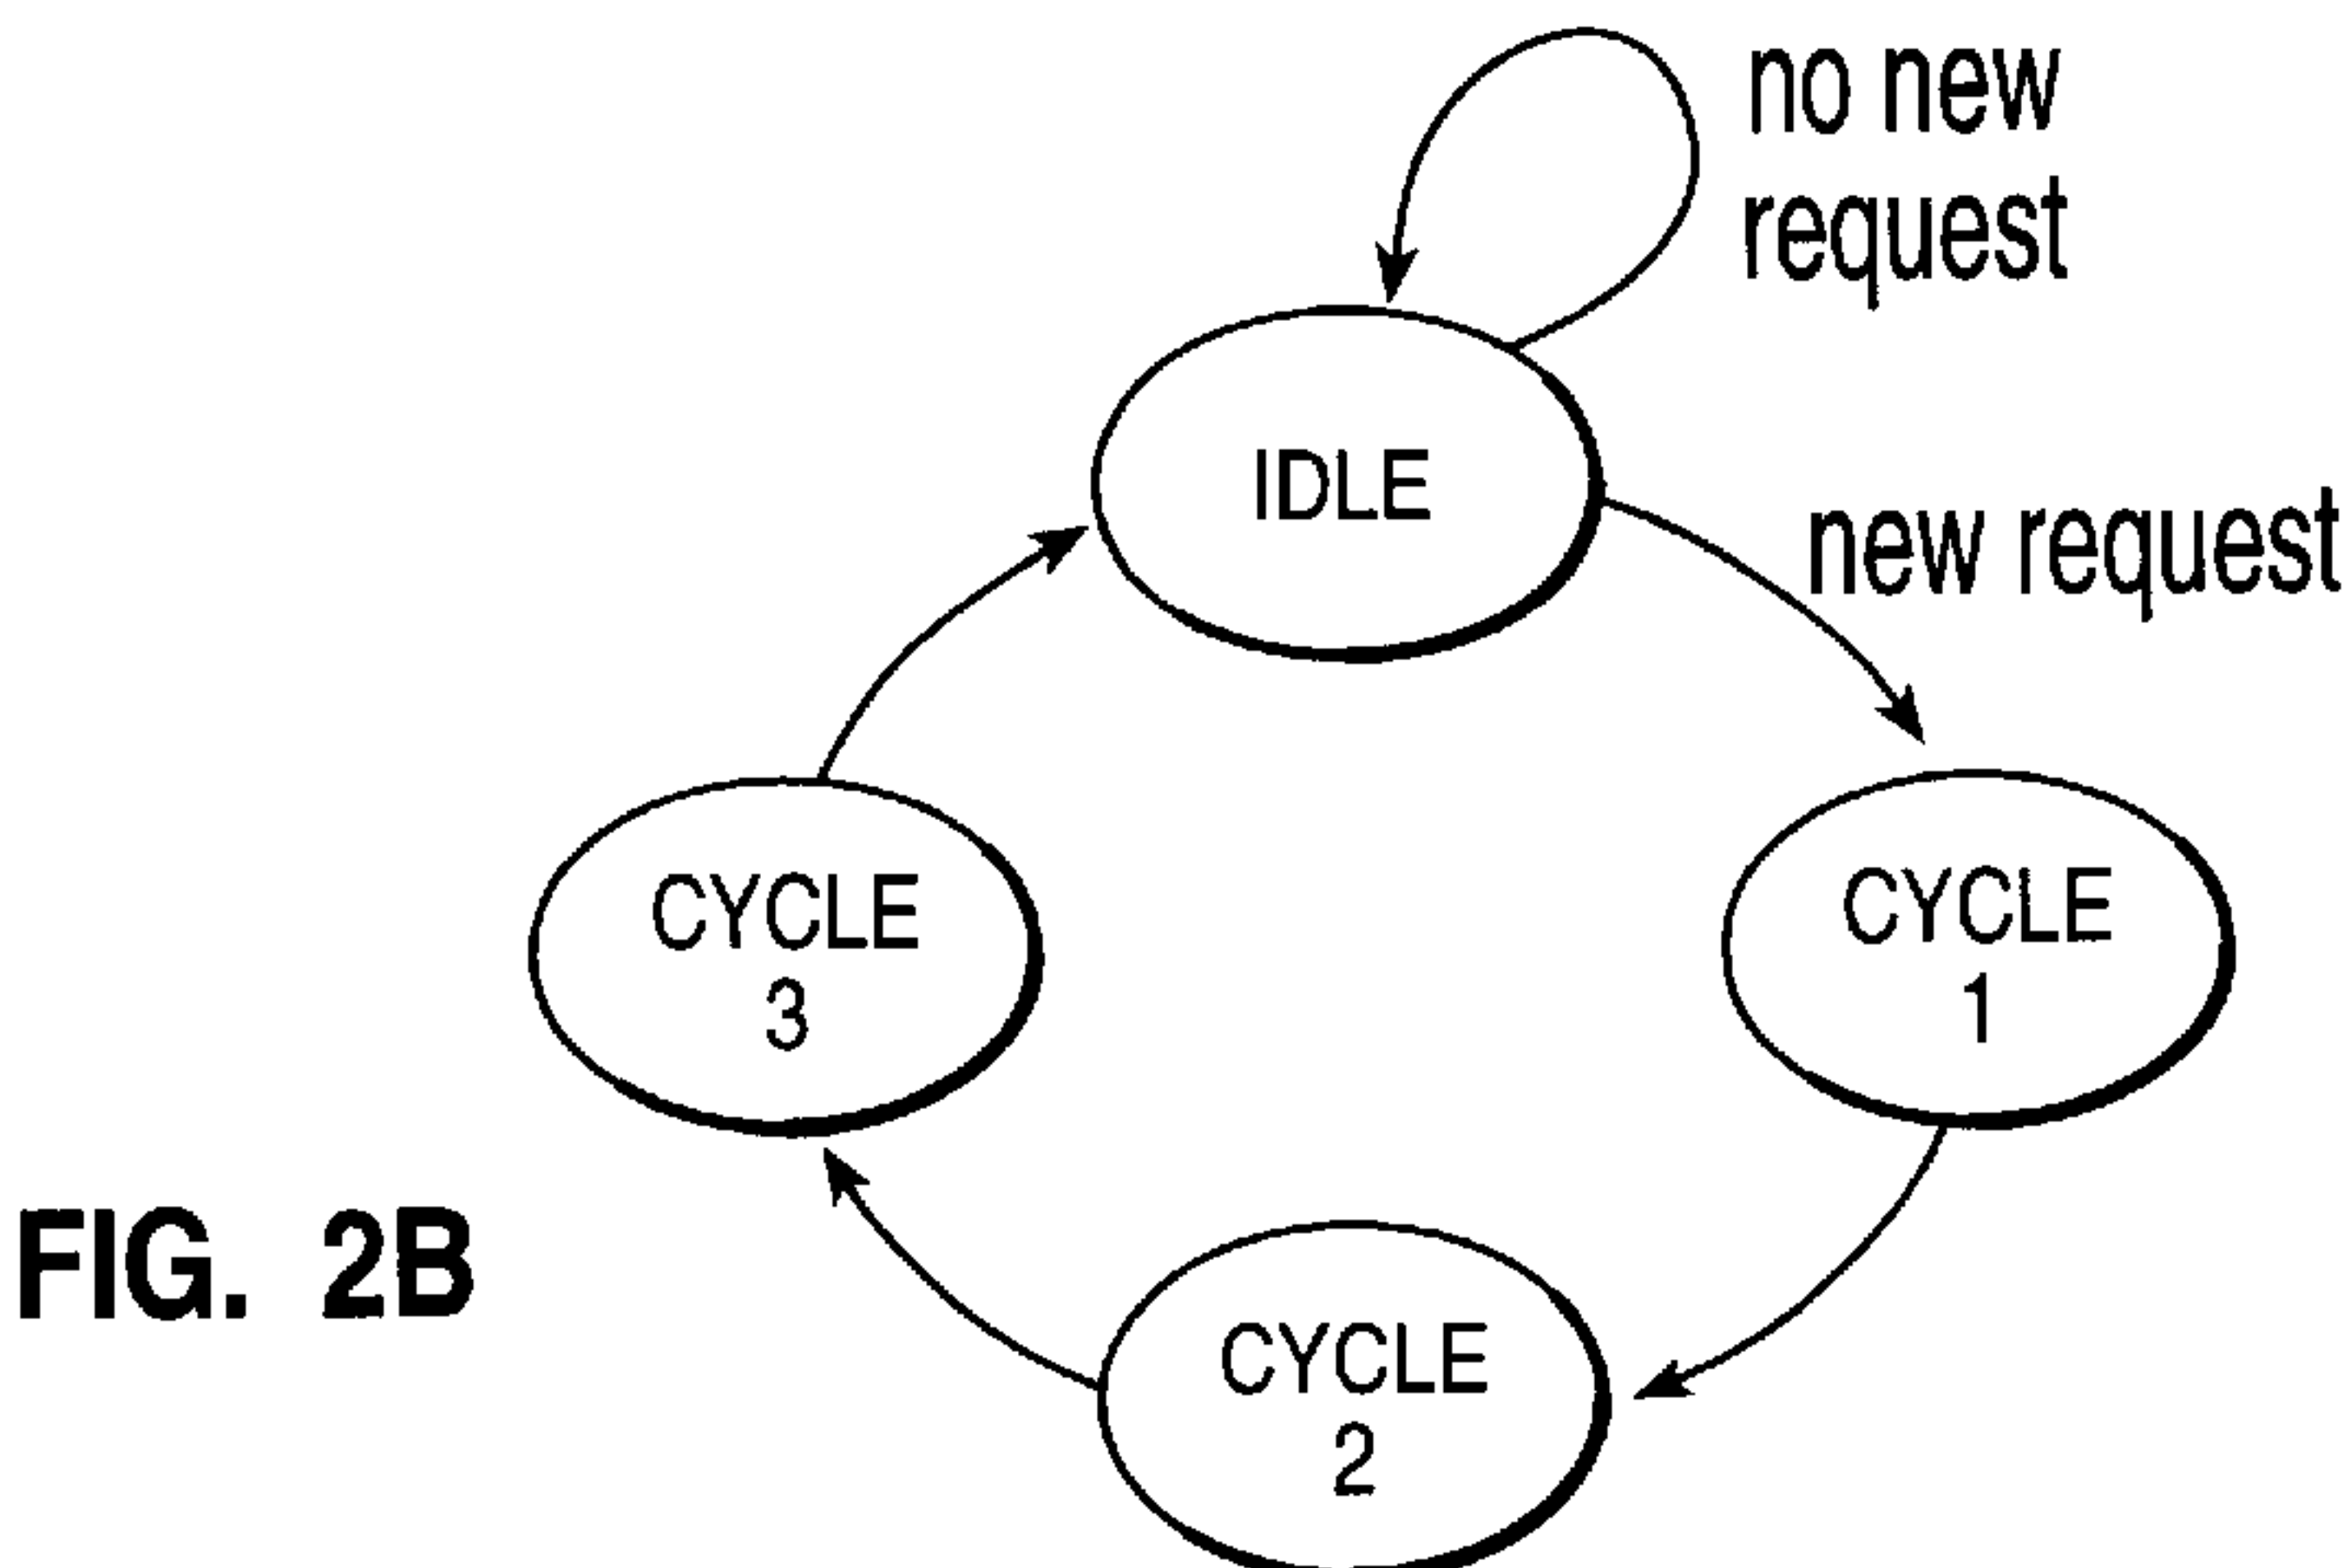 no new
request
IDLE
new request
CYCLE
3
CYCLE
1
FIG. 2B
CYCLE
2